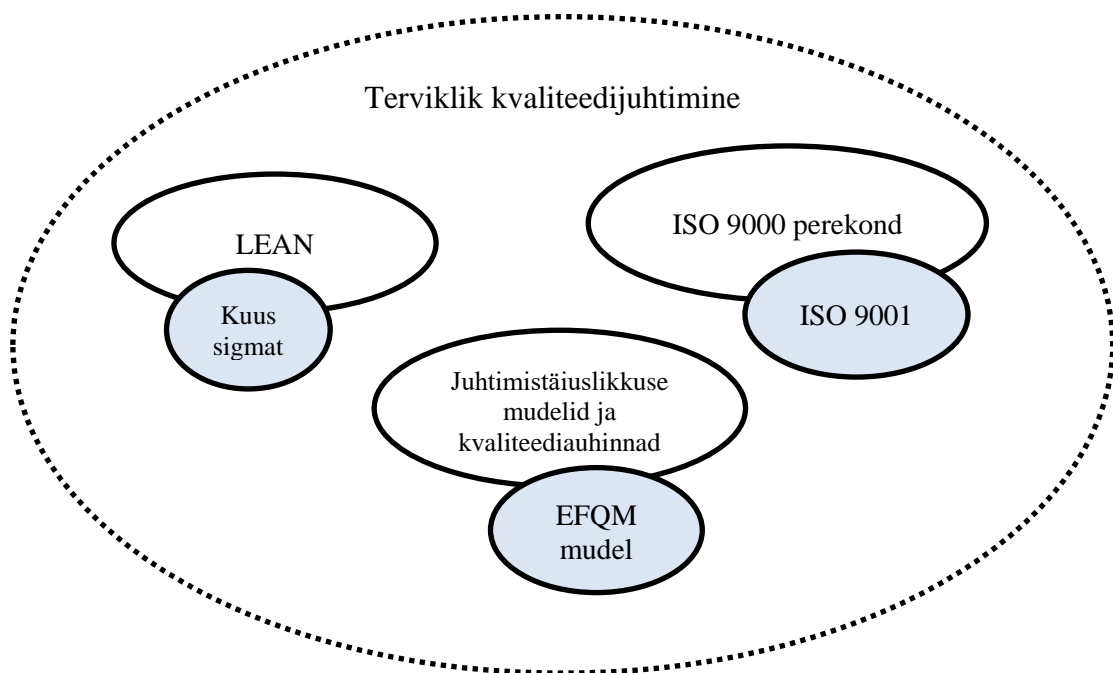 Terviklik kvaliteedijuhtimine
LEAN
Kuus
sigmat
ISO 9000 perekond
ISO 9001
Juhtimistäiuslikkuse
mudelid ja
kvaliteediauhinnad
EFQM
mudel